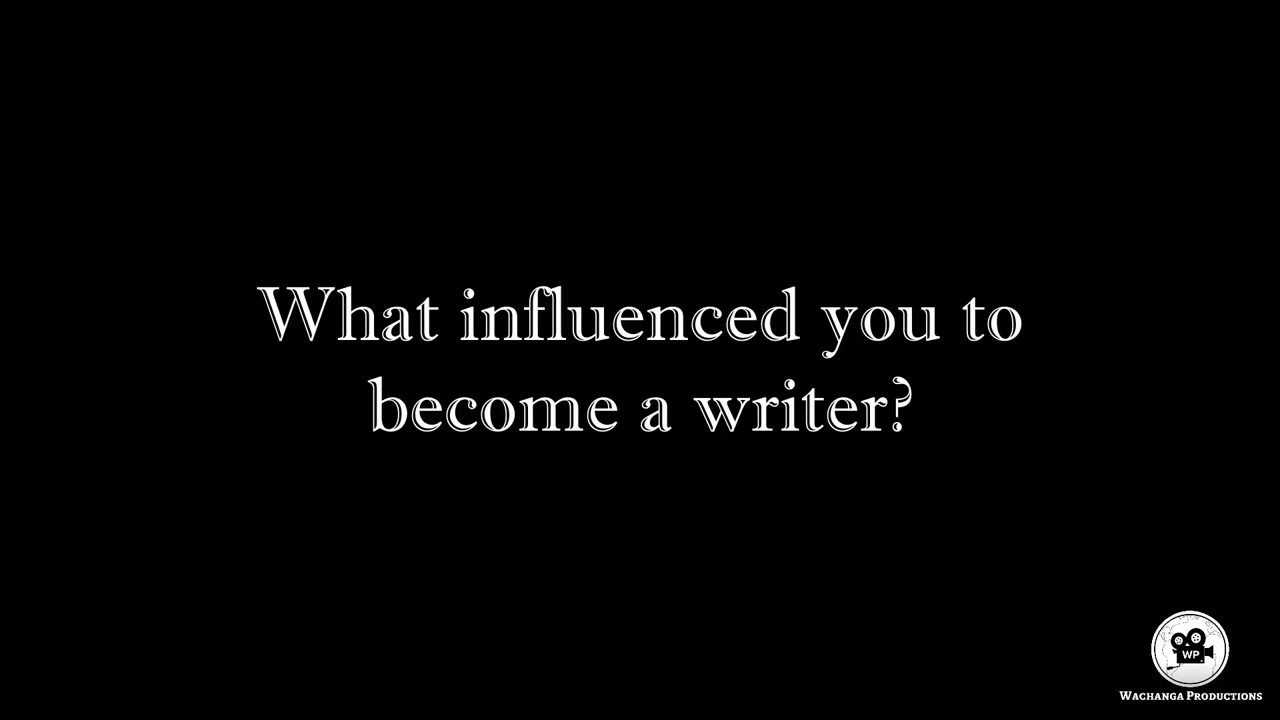 What influenced you to
become a writer?
WP
WACHANGA PRODUCTIONS